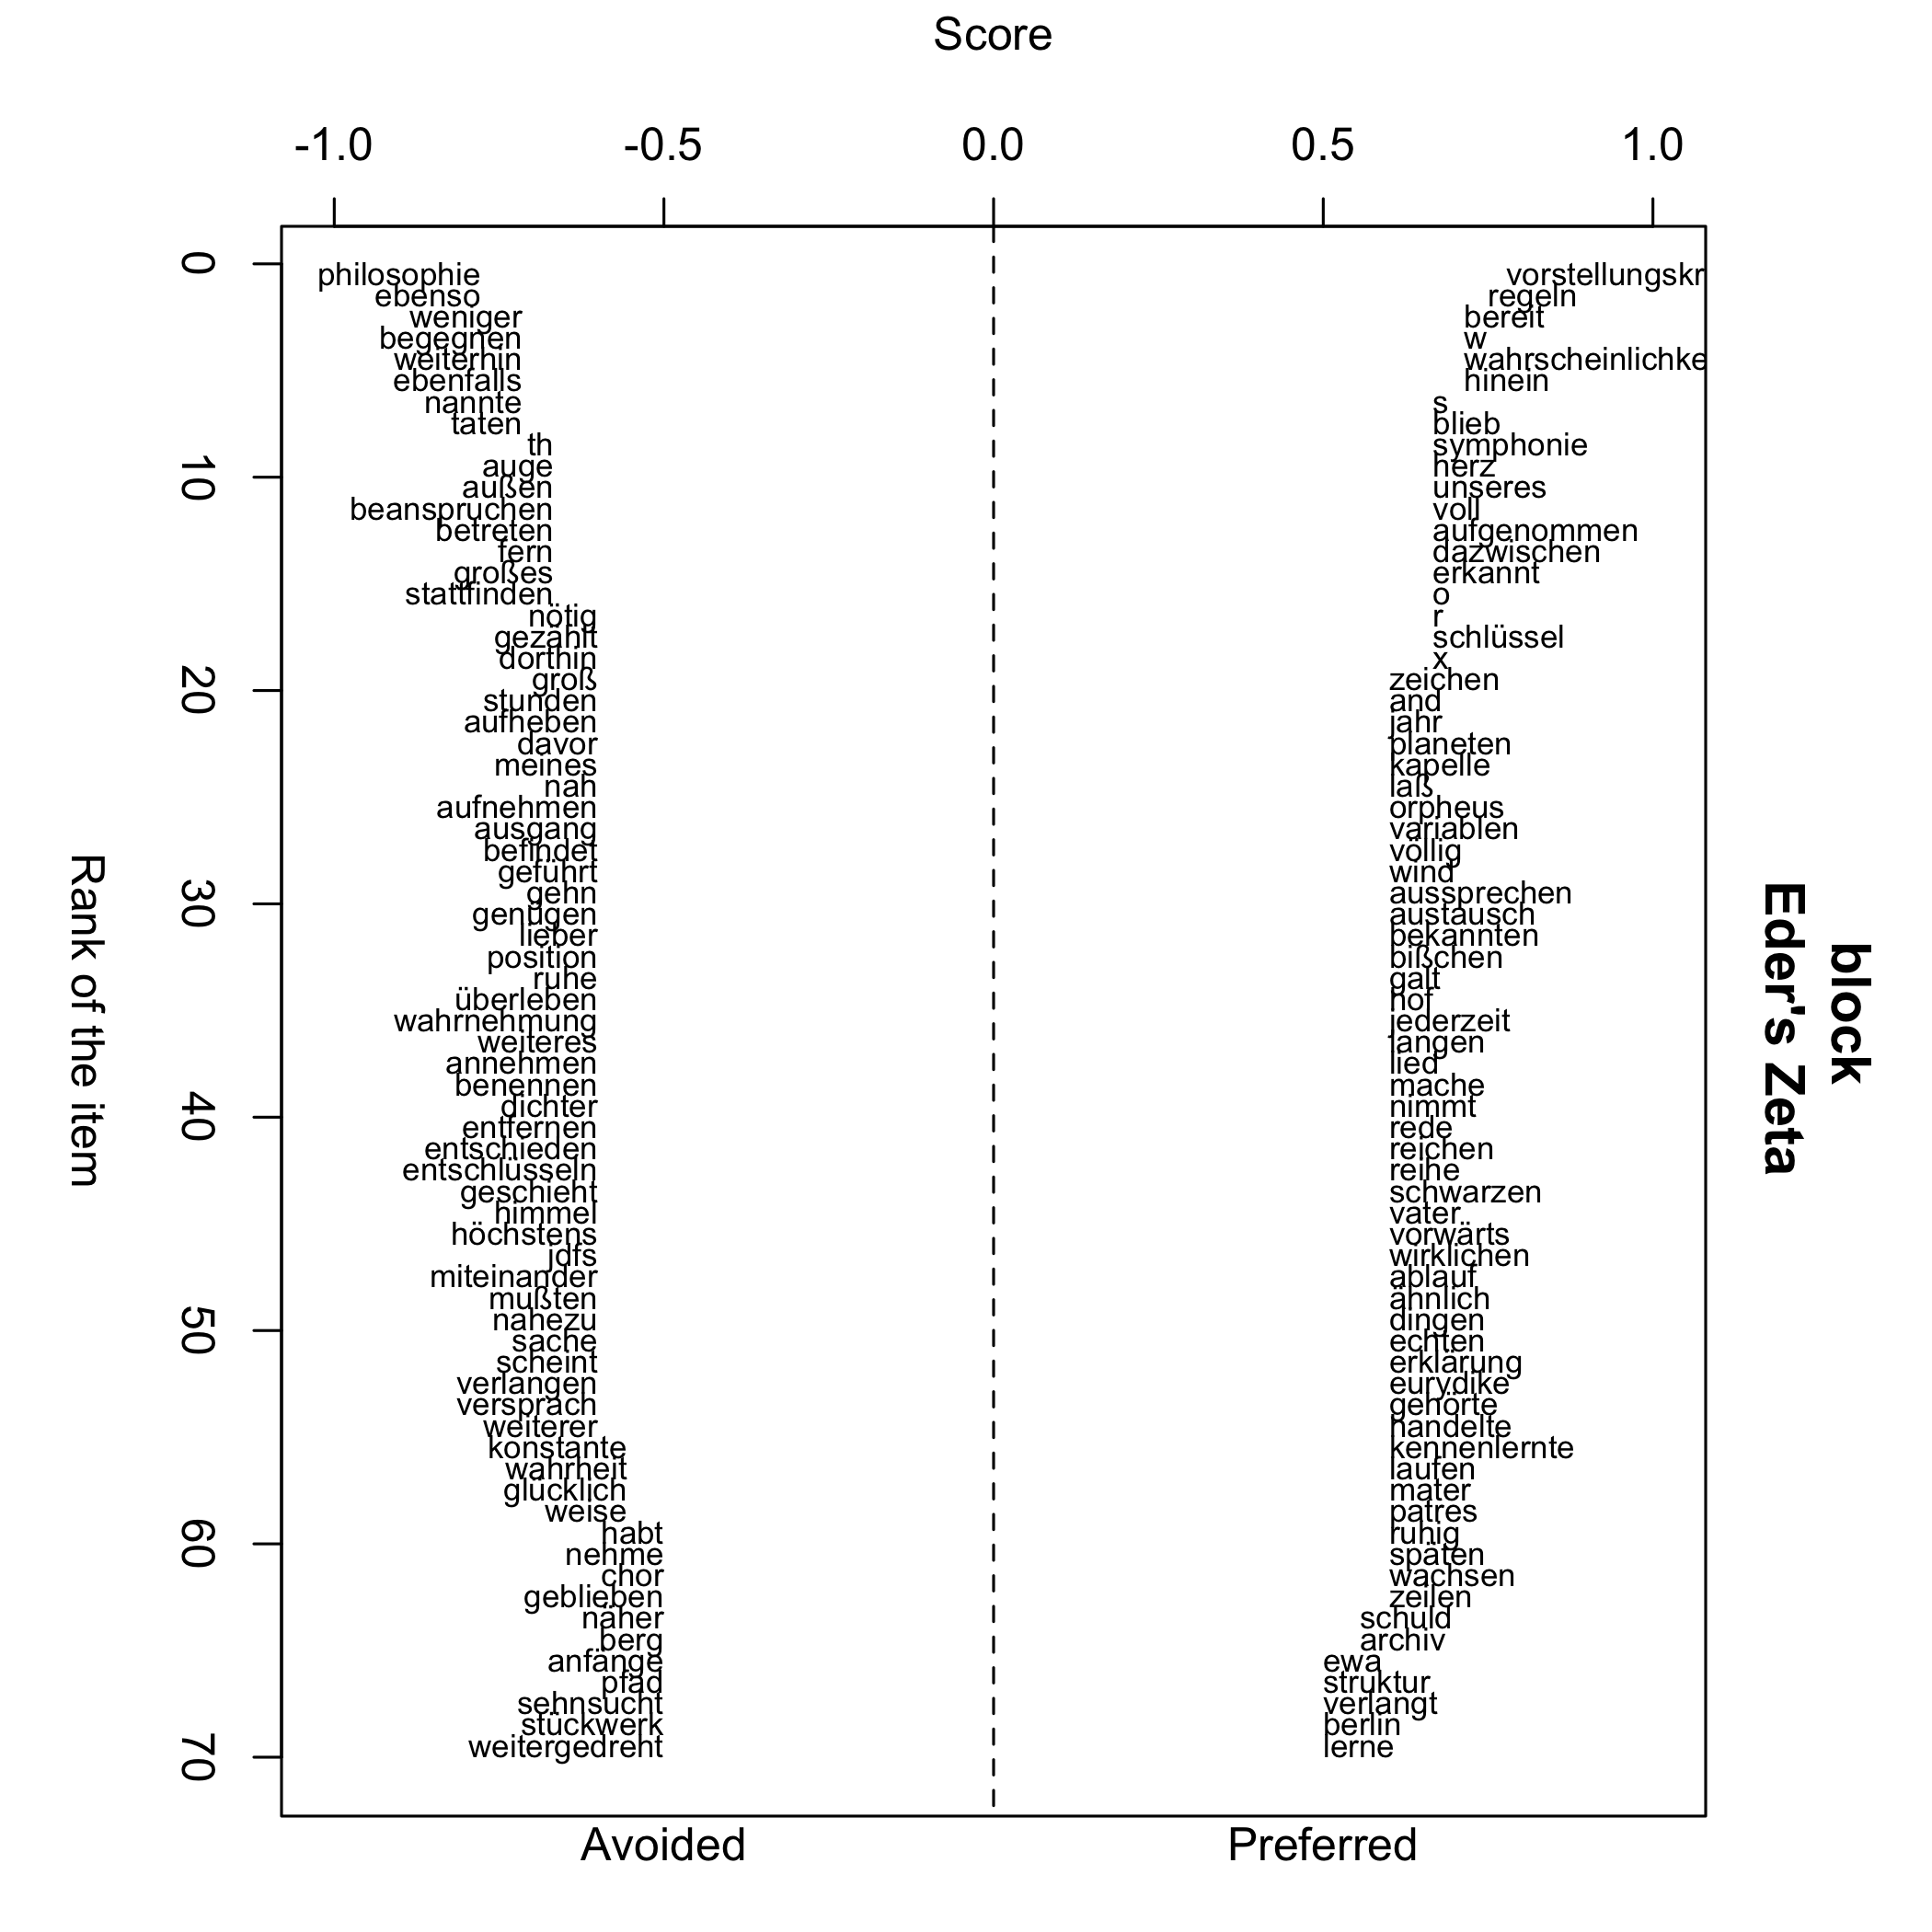 Score
-1.0 -0.5 0.0 0.5 1.0
block
Eder's Zeta
Rank of the item
0
10
20
30
40
50
60
70
philosophie
ebenso
weniger
begegnen
weiterhin
ebenfalls
nannte
taten
th
auge
außen
beanspruchen
betreten
fern
großes
stattfinden
nötig
gezählt
dorthin
groß
stunden
aufheben
davor
meines
nah
aufnehmen
ausgang
befindet
geführt
gehn
genügen
lieber
position
ruhe
überleben
wahrnehmung
weiteres
annehmen
benennen
dichter
entfernen
entschieden
entschlüsseln
geschieht
himmel
höchstens
jdfs
miteinander
mußten
nahezu
sache
scheint
verlangen
versprach
weiterer
konstante
wahrheit
glücklich
weise
habt
nehme
chor
geblieben
näher
berg
anfänge
pfad
sehnsucht
stückwerk
weitergedreht
vorstellungskr
regeln
bereit
w
wahrscheinlichke
hinein
s
blieb
symphonie
herz
unseres
voll
aufgenommen
dazwischen
erkannt
o
r
schlüssel
x
zeichen
and
jahr
planeten
kapelle
laß
orpheus
variablen
völlig
wind
aussprechen
austausch
bekannten
bißchen
galt
hof
jederzeit
langen
lied
mache
nimmt
rede
reichen
reihe
schwarzen
vater
vorwärts
wirklichen
ablauf
ähnlich
dingen
echten
erklärung
eurydike
gehörte
handelte
kennenlernte
laufen
mater
patres
ruhig
späten
wachsen
zeilen
schuld
archiv
ewa
struktur
verlangt
berlin
lerne
Avoided Preferred